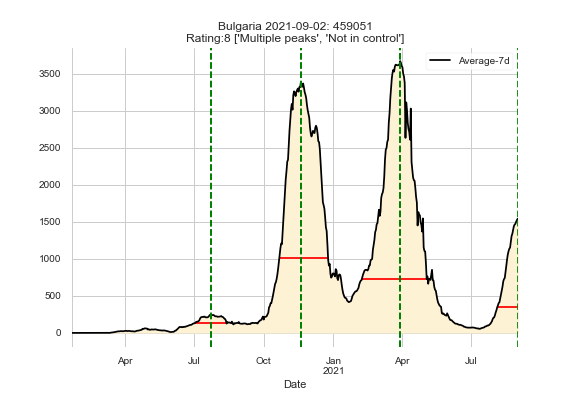 Bulgaria 2021-09-02: 459051
Rating:8 ['Multiple peaks', 'Not in control']
Average-7d
3500
3000
2500
2000
1500
1000
500
0
Apr Jul Oct Jan Apr Jul
2021
Date